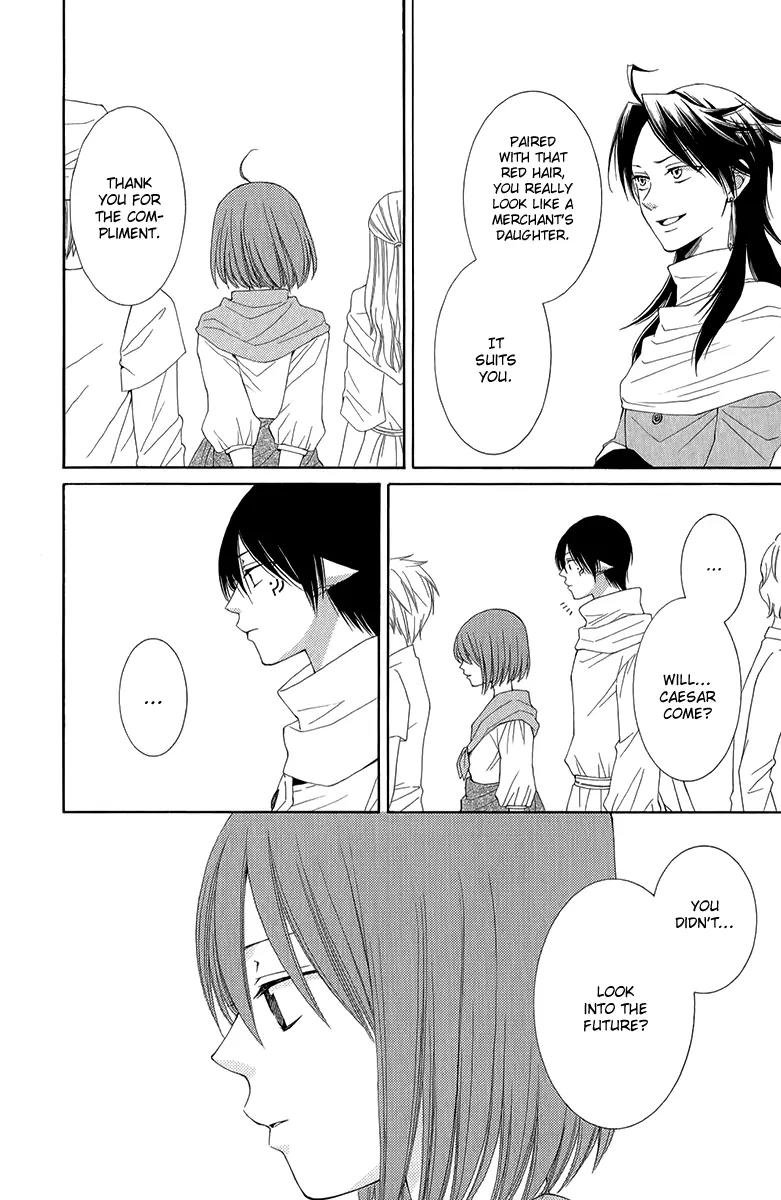 PAIRED
WITH THAT
RED HAIR,
YOU REALLY
LOOK LIKE A
MERCHANT'S
DAUGHTER.
IT
SUITS
YOU.
THANK
YOU FOR
THE COM-
PLIMENT.
...
WILL...
CAESAR
COME?
...
YOU
DIDN'T...
LOOK
INTO THE
FUTURE?